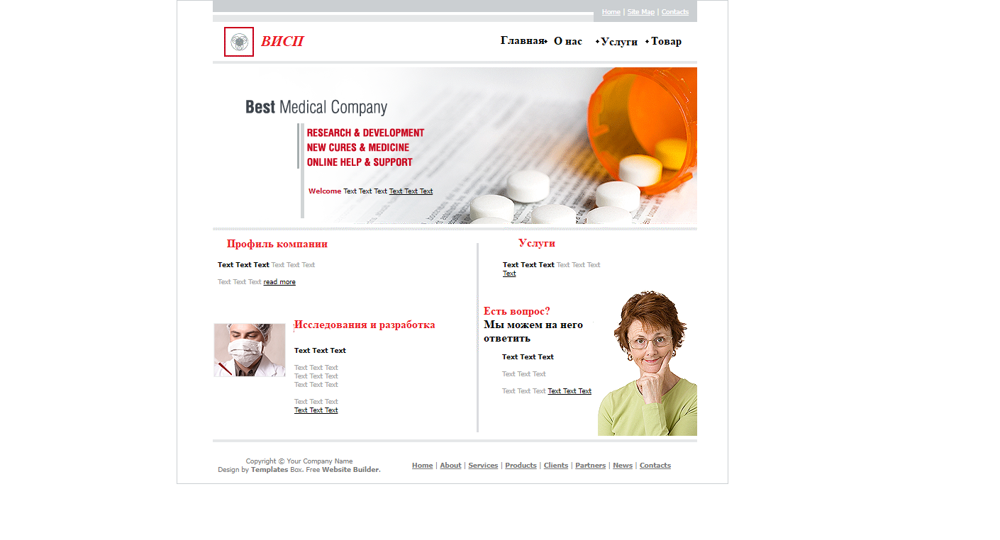 Home | Site Map | Contacts
ВИСП
Главная О нас Услуги Товар
Best Medical Company
RESEARCH & DEVELOPMENT
NEW CURES & MEDICINE
ONLINE HELP & SUPPORT
Welcome Text Text Text Text Text Text
Профиль компании
Text Text Text Text Text Text
Text Text Text read more
Исследования и разработка
Text Text Text
Text Text Text
Text Text Text
Text Text Text
Text Text Text
Text Text Text
Услуги
Text Text Text Text Text Text
Text
Есть вопрос?
Мы можем на него
ответить
Text Text Text
Text Text Text
Text Text Text Text Text Text
Copyright © Your Company Name
Design by Templates Box. Free Website Builder.
Home | About | Services | Products | Clients | Partners | News | Contacts